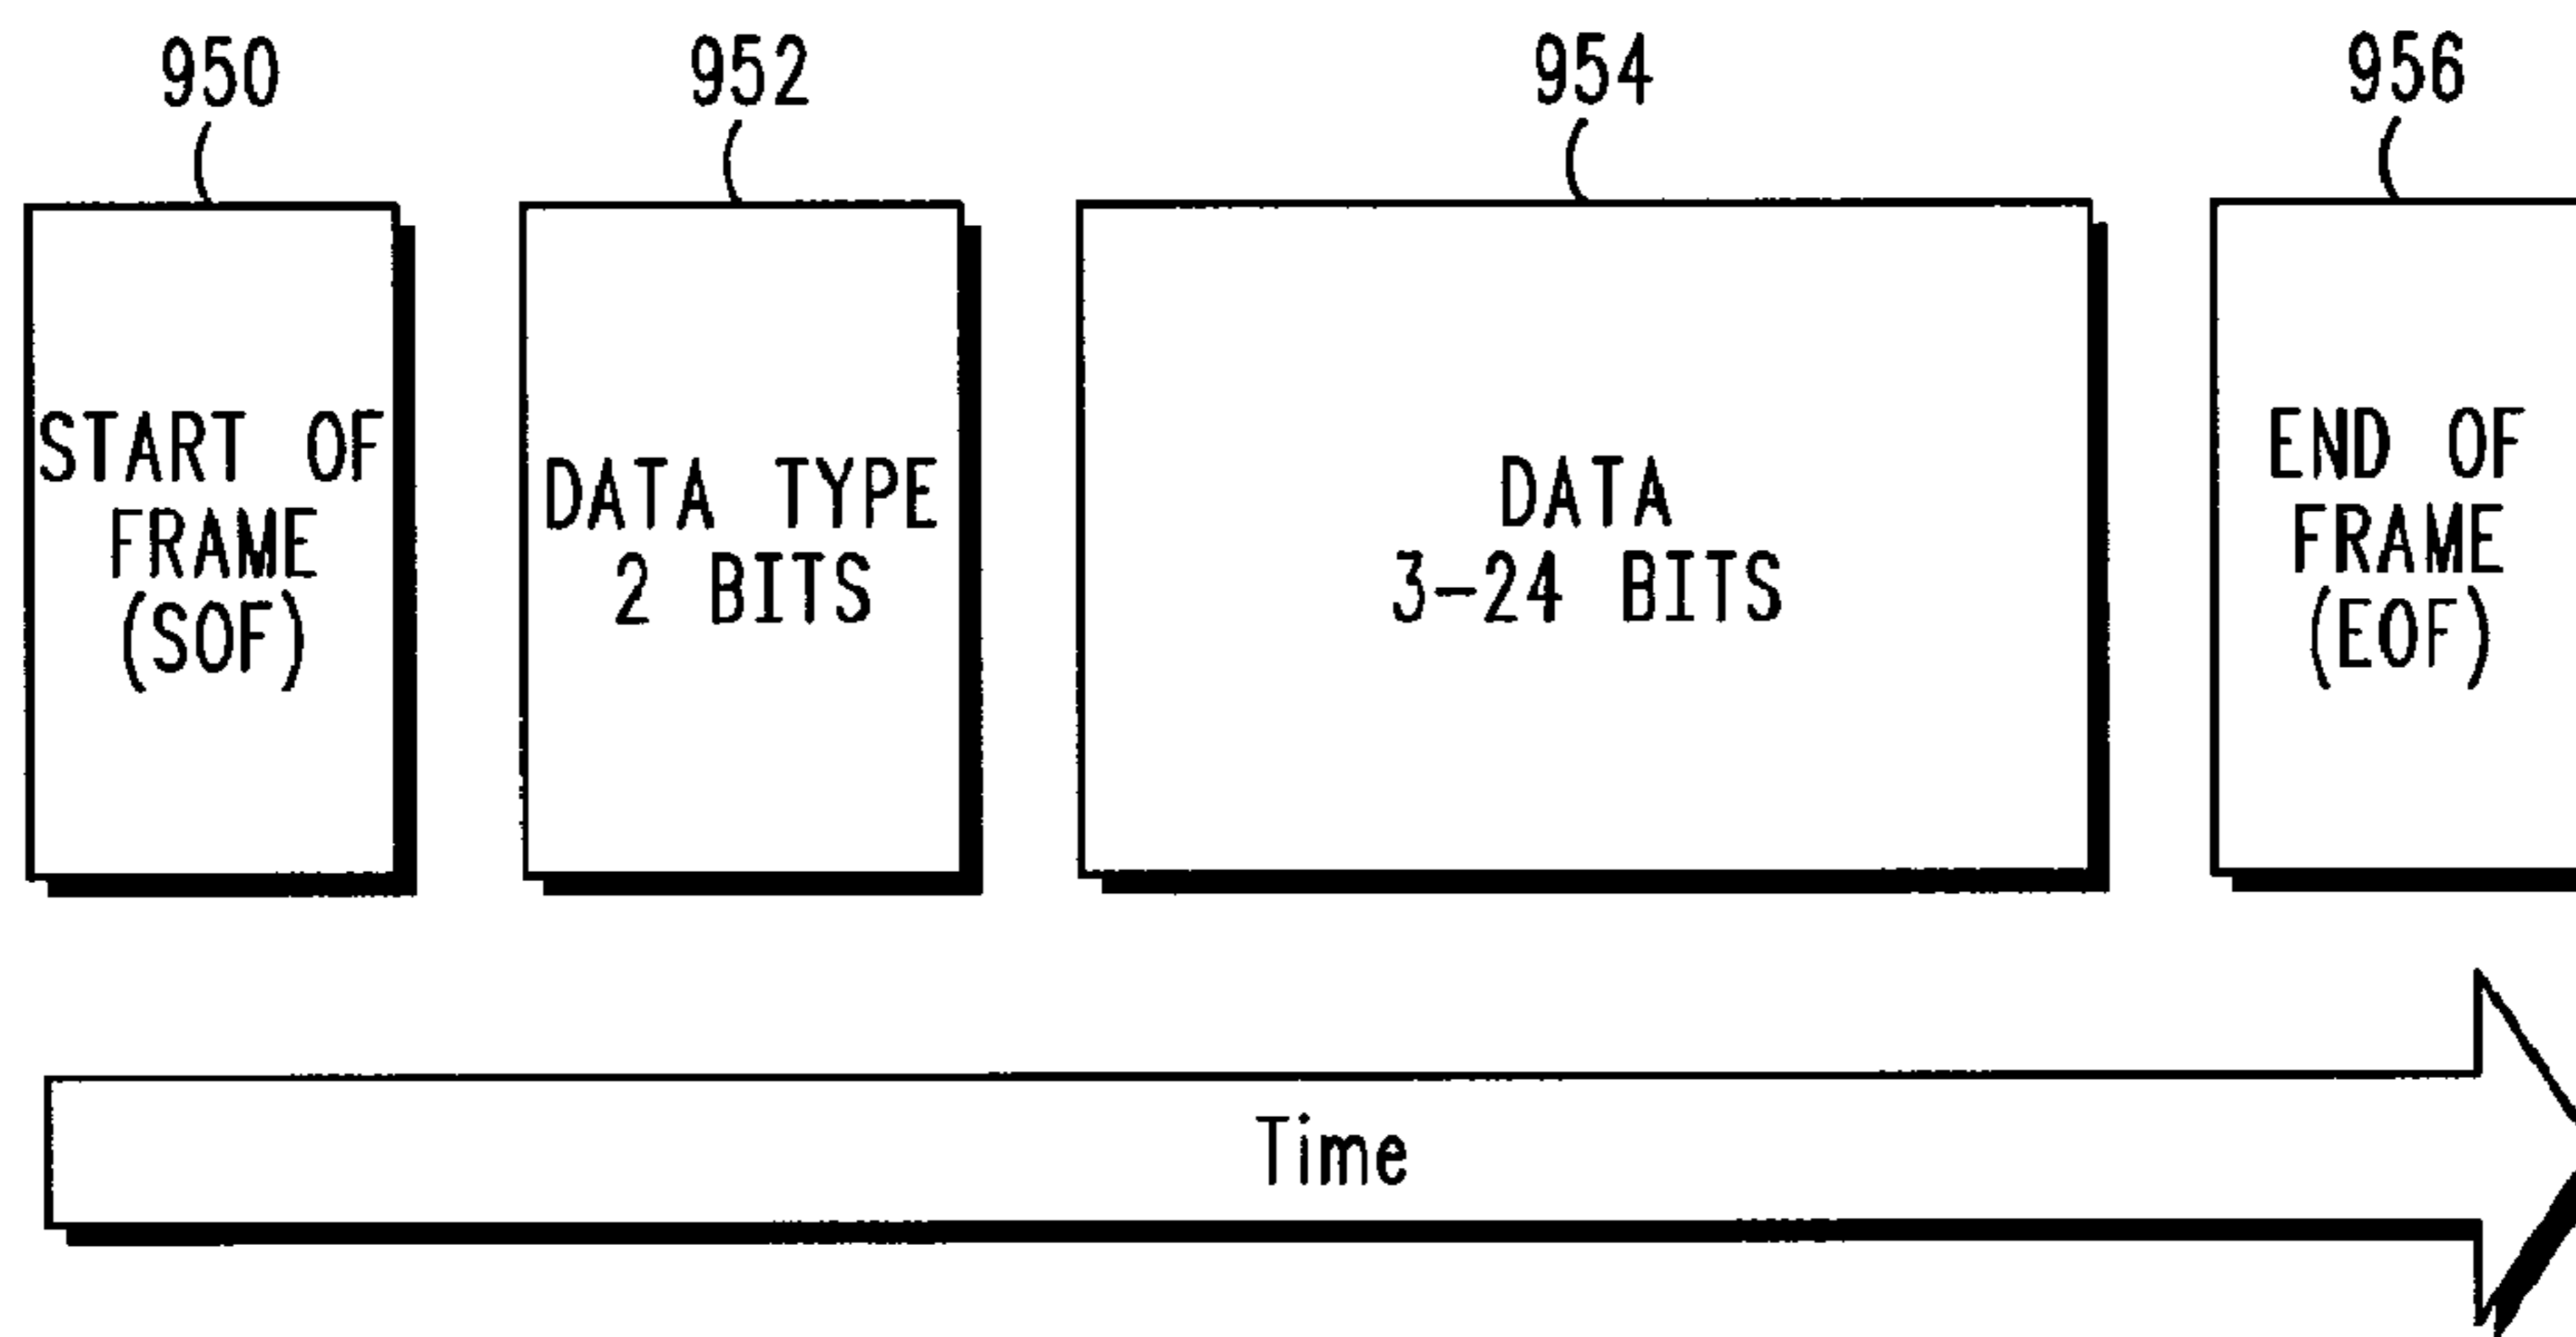 950
952
954
956
START OF
FRAME
(SOF)
DATA TYPE
2 BITS
DATA
3-24 BITS
END OF
FRAME
(EOF)
Time